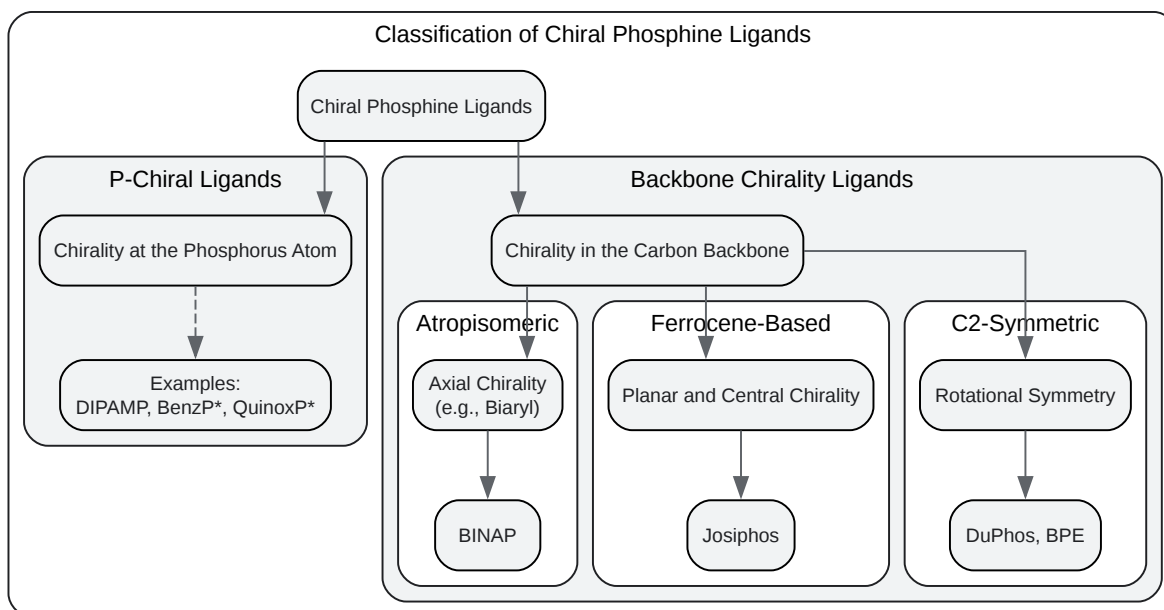 Classification of Chiral Phosphine Ligands
Chiral Phosphine Ligands
P-Chiral Ligands
Chirality at the Phosphorus Atom
Examples:
DIPAMP, BenzP*, QuinoxP*
Backbone Chirality Ligands
Chirality in the Carbon Backbone
Atropisomeric
Axial Chirality
(e.g., Biaryl)
BINAP
Ferrocene-Based
Planar and Central Chirality
Josiphos
C2-Symmetric
Rotational Symmetry
DuPhos, BPE